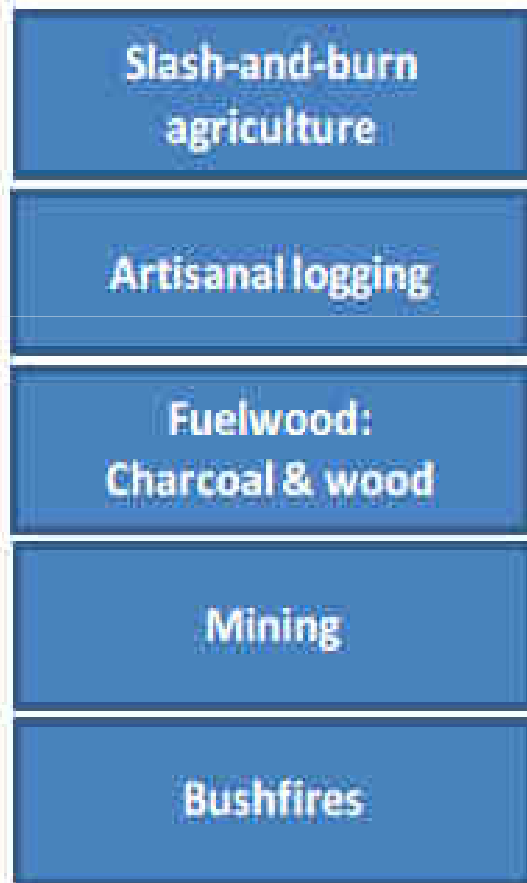 Slash-and-burn
agriculture
Artisanal logging
Fuelwood:
Charcoal & wood
Mining
Bushfires